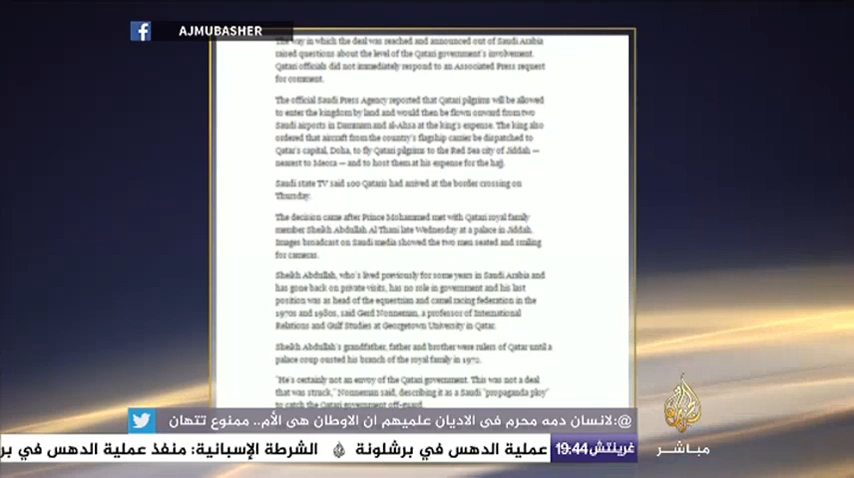 AJMUBASHER
The way in which the deal was reached and announced out of Saudi Arabia
raised questions about the level of the Qatari government's involvement.
Qatari officials did not immediately respond to an Associated Press request
for comment.
The official Saudi Press Agency reported that Qatari pilgrims will be allowed
to enter the kingdom by land and would then be flown onward from two
Saudi airports in Dammam and al-Ahsa at the king's expense. The king also
ordered that aircraft from the country's flagship carrier be dispatched to
Qatar's capital, Doha, to fly Qatari pilgrims to the Red Sea city of Jiddah —
nearest to Mecca — and to host them at his expense for the hajj.
Saudi state TV said 100 Qataris had arrived at the border crossing on
Thursday.
The decision came after Prince Mohammed met with Qatari royal family
member Sheikh Abdullah Al Thani late Wednesday at a palace in Jiddah.
Images broadcast on Saudi media showed the two men seated and smiling
for cameras.
Sheikh Abdullah, who's lived previously for some years in Saudi Arabia and
has gone back on private visits, has no role in government and his last
position was as head of the equestrian and camel racing federation in the
1970s and 1980s, said Gerd Nonneman, a professor of International
Relations and Gulf Studies at Georgetown University in Qatar.
Sheikh Abdullah's grandfather, father and brother were rulers of Qatar until a
palace coup ousted his branch of the royal family in 1972.
"He's certainly not an envoy of the Qatari government. This was not a deal
that was struck," Nonneman said, describing it as a Saudi "propaganda ploy"
to catch the Qatari government off-guard.
@:لانسان دمه محرم فى الاديان علميهم ان الاوطان هى الأم.. ممنوع تتهان
الجزيرة
مباشر
غرينتش 19:44
عملية الدهس في برشلونة
الشرطة الإسبانية: منفذ عملية الدهس في بر